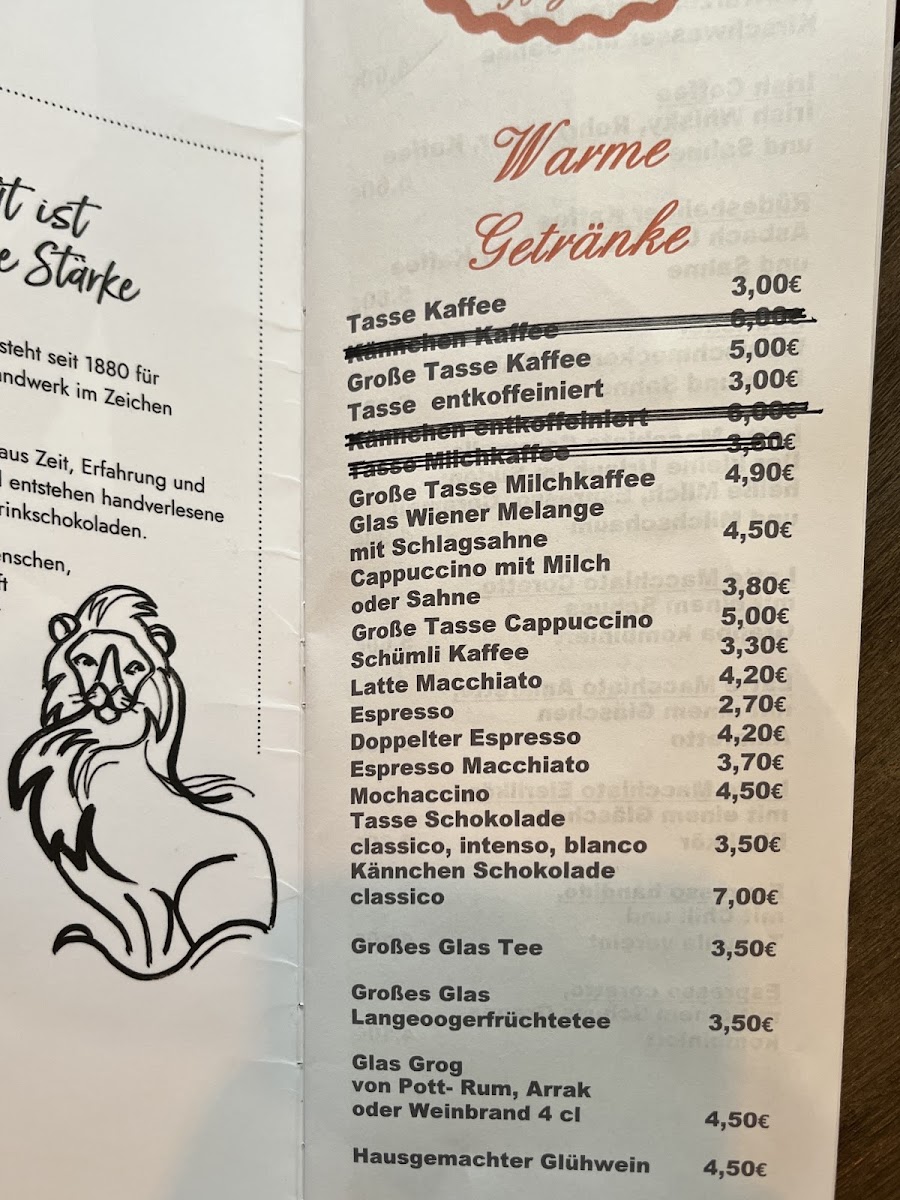 ist
Stärke
steht seit 1880 für
andwerk im Zeichen
aus Zeit, Erfahrung und
entstehen handverlesene
rinkschokoladen.
enschen,
Warme
Getränke
Tasse Kaffee 3,00€
Kännchen Kaffee 6,00€
Große Tasse Kaffee 5,00€
Tasse entkoffeiniert 3,00€
Kännchen entkoffeiniert 6,00€
Tasse Milchkaffee 3,80€
Große Tasse Milchkaffee 4,90€
Glas Wiener Melange
mit Schlagsahne 4,50€
Cappuccino mit Milch
oder Sahne 3,80€
Große Tasse Cappuccino 5,00€
Schümli Kaffee 3,30€
Latte Macchiato 4,20€
Espresso 2,70€
Doppelter Espresso 4,20€
Espresso Macchiato 3,70€
Mochaccino 4,50€
Tasse Schokolade
classico, intenso, blanco 3,50€
Kännchen Schokolade
classico 7,00€
Großes Glas Tee 3,50€
Großes Glas
Langeoogerfrüchtetee 3,50€
Glas Grog
von Pott- Rum, Arrak
oder Weinbrand 4 cl 4,50€
Hausgemachter Glühwein 4,50€